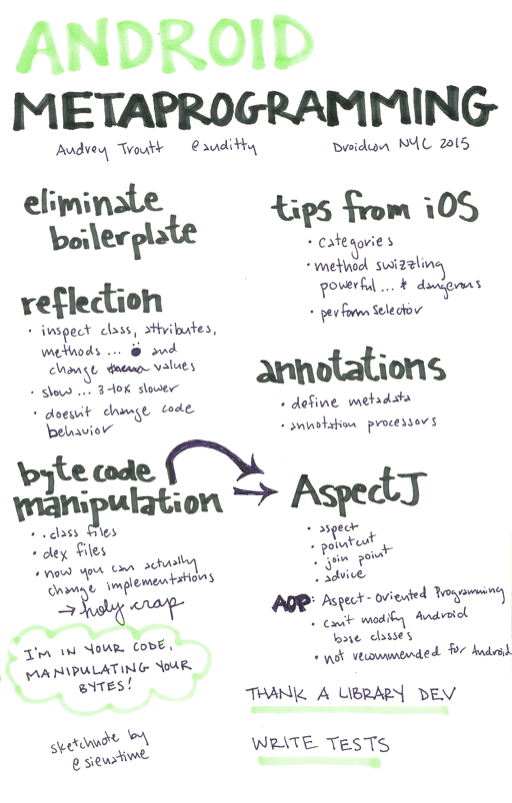 ANDROID
METAPROGRAMMING
Audrey Troutt @auditty Droidcon NYC 2015
eliminate
boilerplate
reflection
• inspect class, attributes,
methods ... and
change values
• slow ... 3-10x slower
• doesn't change code
behavior
byte code
manipulation
• .class files
• dex files
• now you can actually
change implementations
→ holy crap
I'M IN YOUR CODE,
MANIPULATING YOUR
BYTES!
sketchnote by
@sienatime
tips from iOS
• categories
• method swizzling
powerful ... & dangerous
• perform Selector
annotations
• define metadata
• annotation processors
AspectJ
• aspect
• pointcut
• join point
• advice
AOP: Aspect-Oriented Programming
• can't modify Android
base classes
• not recommended for Android
THANK A LIBRARY DEV
WRITE TESTS